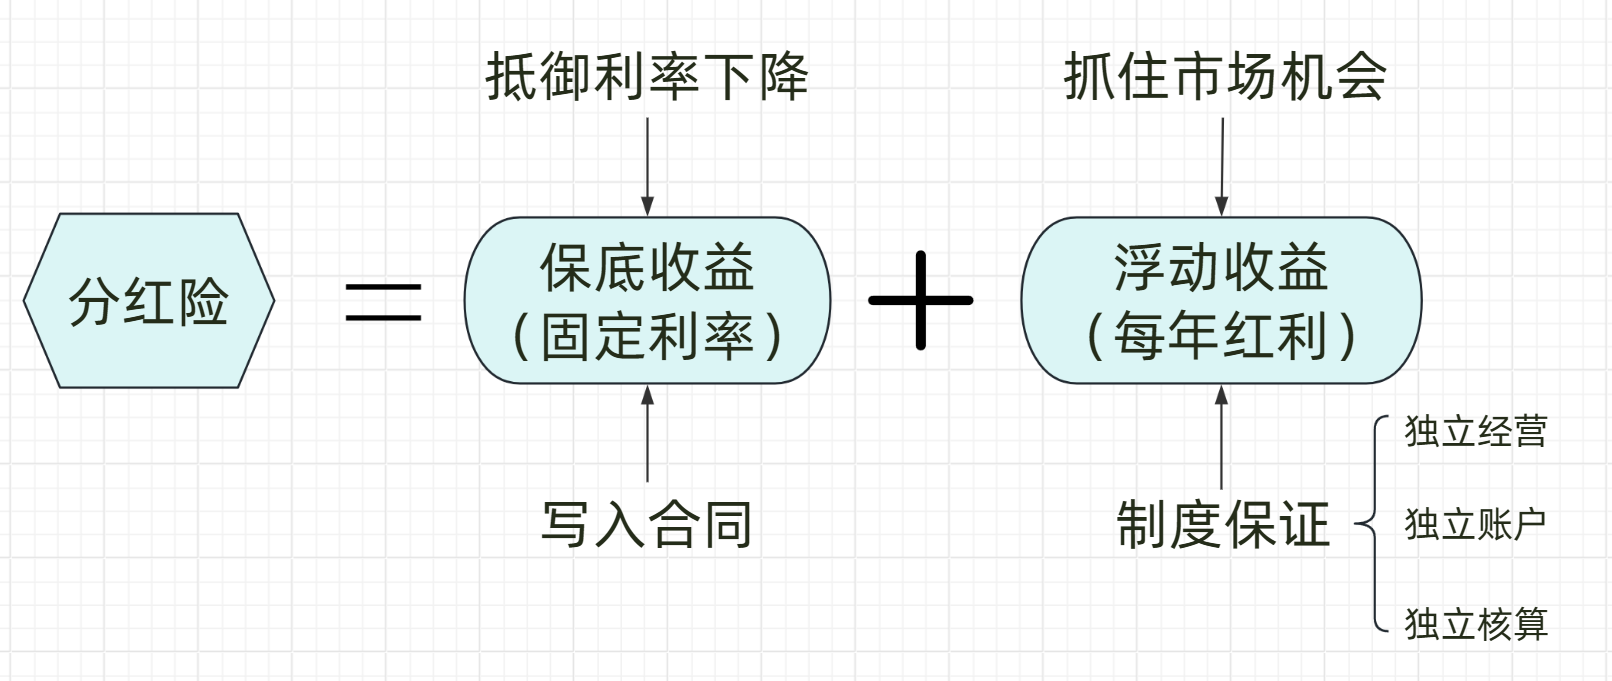 抵御利率下降
抓住市场机会
分红险
=
保底收益
(固定利率)
+
浮动收益
(每年红利)
写入合同
制度保证
独立经营
独立账户
独立核算